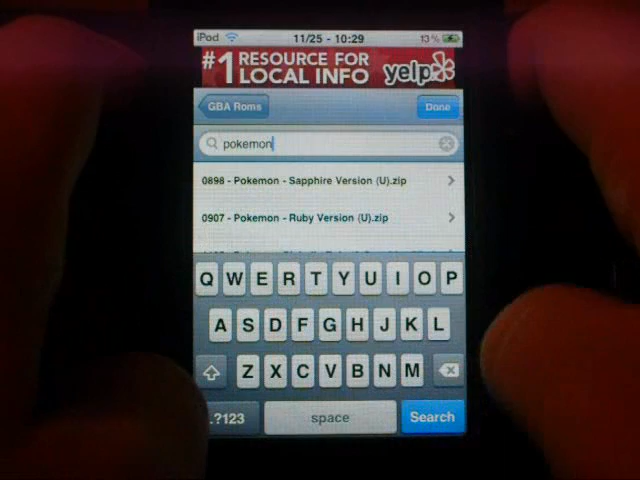 iPod 11/25 - 10:29 13%
#1 RESOURCE FOR LOCAL INFO yelp
GBA Roms Done
pokemon
0898 - Pokemon - Sapphire Version (U).zip
0907 - Pokemon - Ruby Version (U).zip
Q W E R T Y U I O P
A S D F G H J K L
Z X C V B N M
.?123 space Search